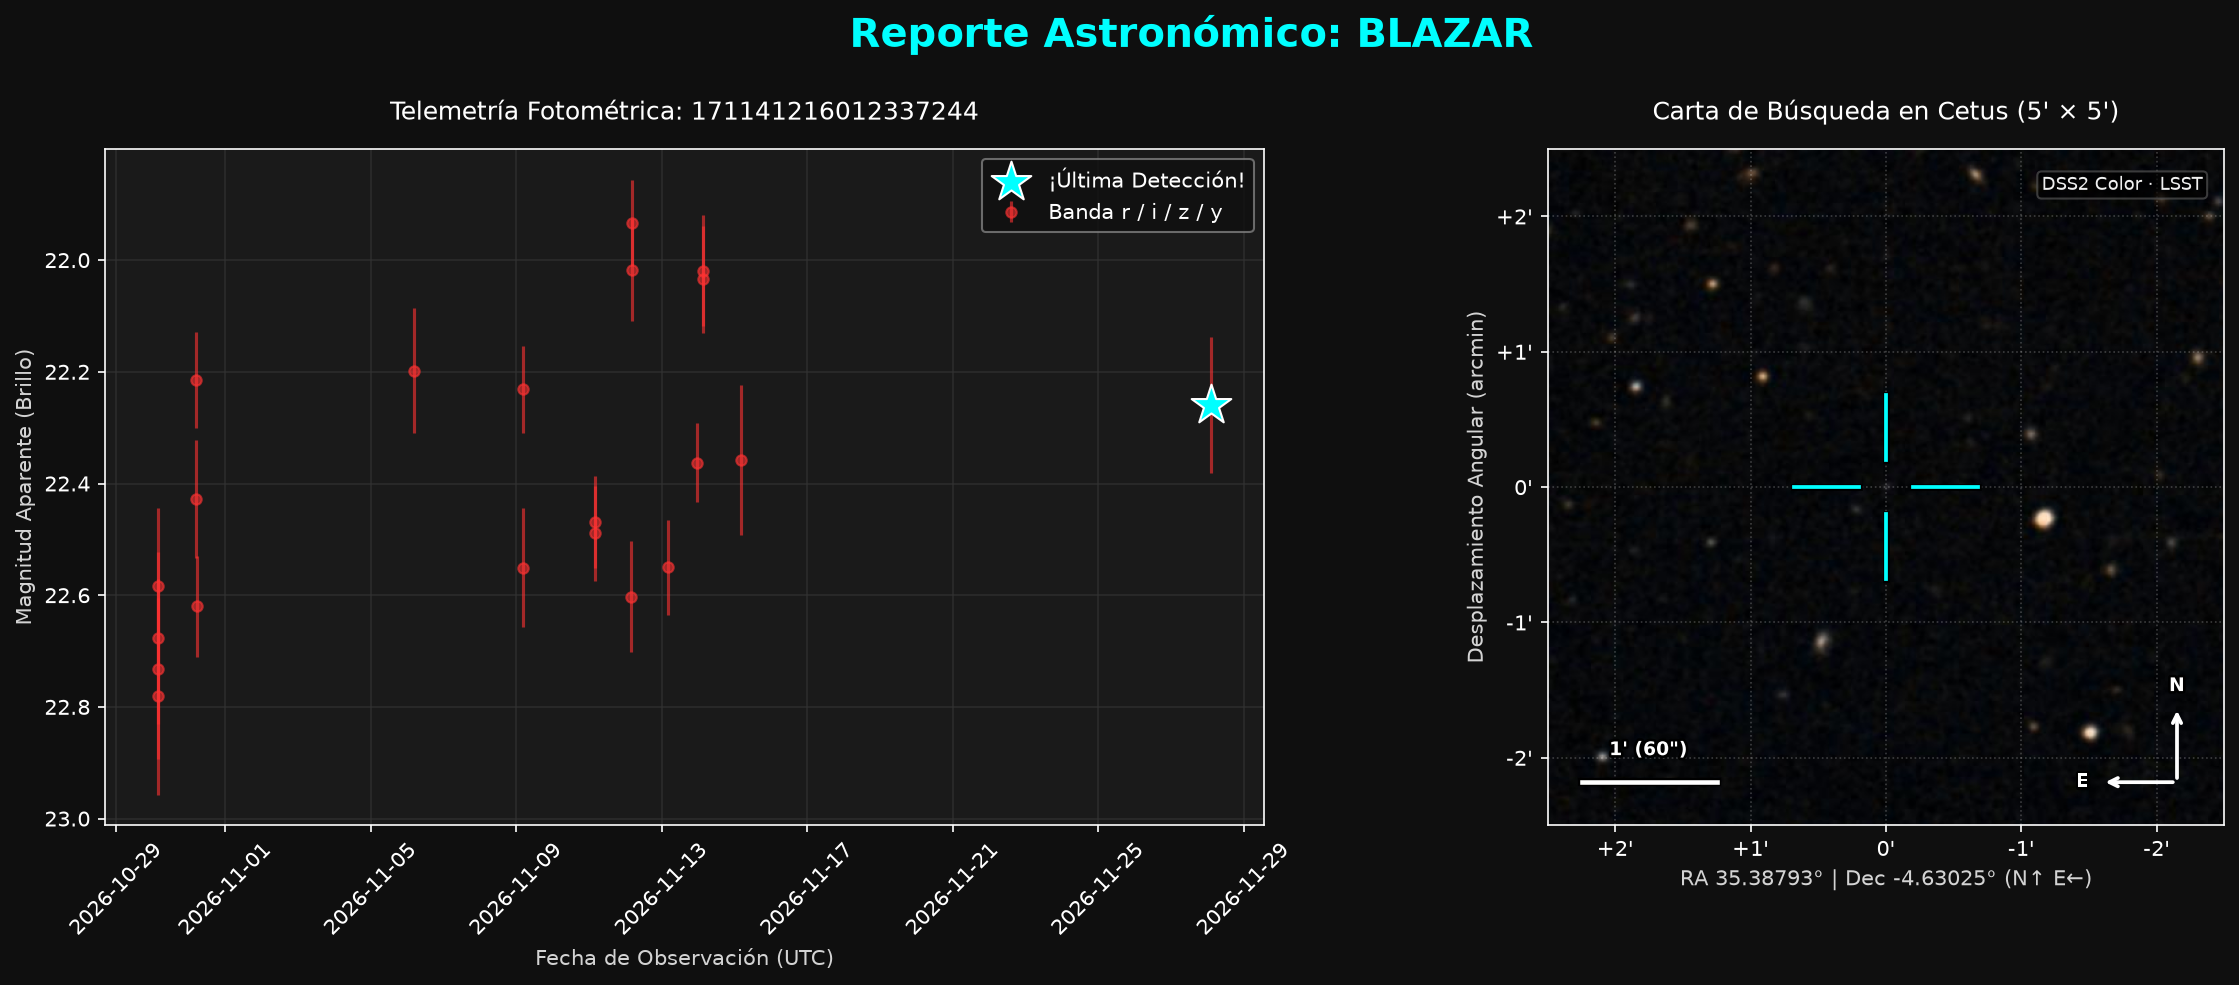 Reporte Astronómico: BLAZAR
Telemetría Fotométrica: 171141216012337244
¡Última Detección!
Banda r / i / z / y
Magnitud Aparente (Brillo)
22.0
22.2
22.4
22.6
22.8
23.0
2026-10-29
2026-11-01
2026-11-05
2026-11-09
2026-11-13
2026-11-17
2026-11-21
2026-11-25
2026-11-29
Fecha de Observación (UTC)
Carta de Búsqueda en Cetus (5' × 5')
DSS2 Color · LSST
Desplazamiento Angular (arcmin)
+2'
+1'
0'
-1'
-2'
N
E
1' (60")
+2'
+1'
0'
-1'
-2'
RA 35.38793° | Dec -4.63025° (N↑ E←)